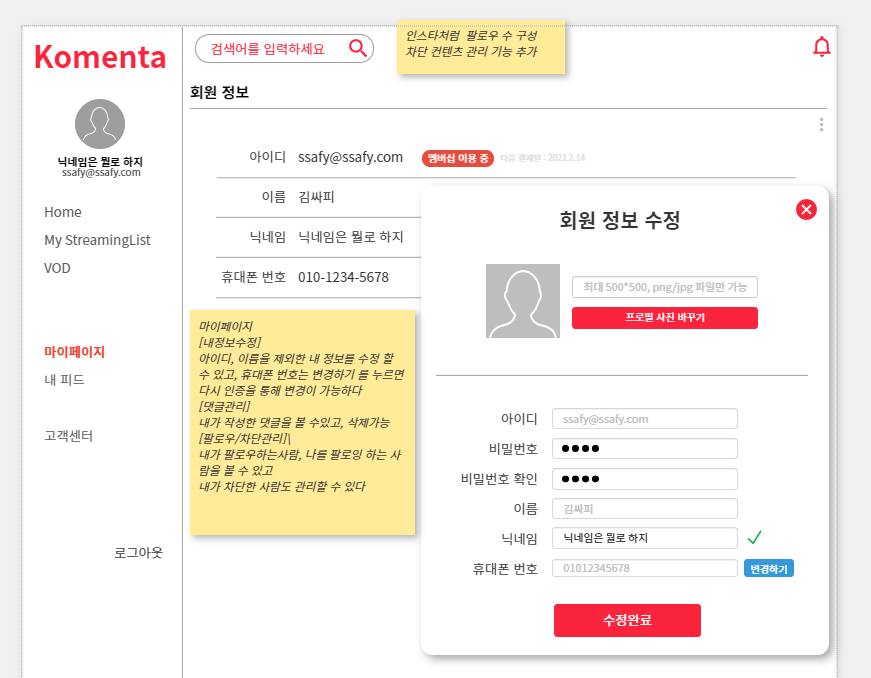 Komenta
검색어를 입력하세요
인스타처럼 팔로우 수 구성
차단 컨텐츠 관리 기능 추가
회원 정보
닉네임은 뭘로 하지
ssafy@ssafy.com
Home
My StreamingList
VOD
마이페이지
내 피드
고객센터
로그아웃
아이디 ssafy@ssafy.com 멤버십 이용 중 다음 결제일 : 2021.2.14
이름 김싸피
닉네임 닉네임은 뭘로 하지
휴대폰 번호 010-1234-5678
마이페이지
[내정보수정]
아이디, 이름을 제외한 내 정보를 수정 할
수 있고, 휴대폰 번호는 변경하기 를 누르면
다시 인증을 통해 변경이 가능하다
[댓글관리]
내가 작성한 댓글을 볼 수있고, 삭제가능
[팔로우/차단관리]\
내가 팔로우하는사람, 나를 팔로잉 하는 사
람을 볼 수 있고
내가 차단한 사람도 관리할 수 있다
회원 정보 수정
최대 500*500, png/jpg 파일만 가능
프로필 사진 바꾸기
아이디 ssafy@ssafy.com
비밀번호
비밀번호 확인
이름 김싸피
닉네임 닉네임은 뭘로 하지
휴대폰 번호 01012345678 변경하기
수정완료